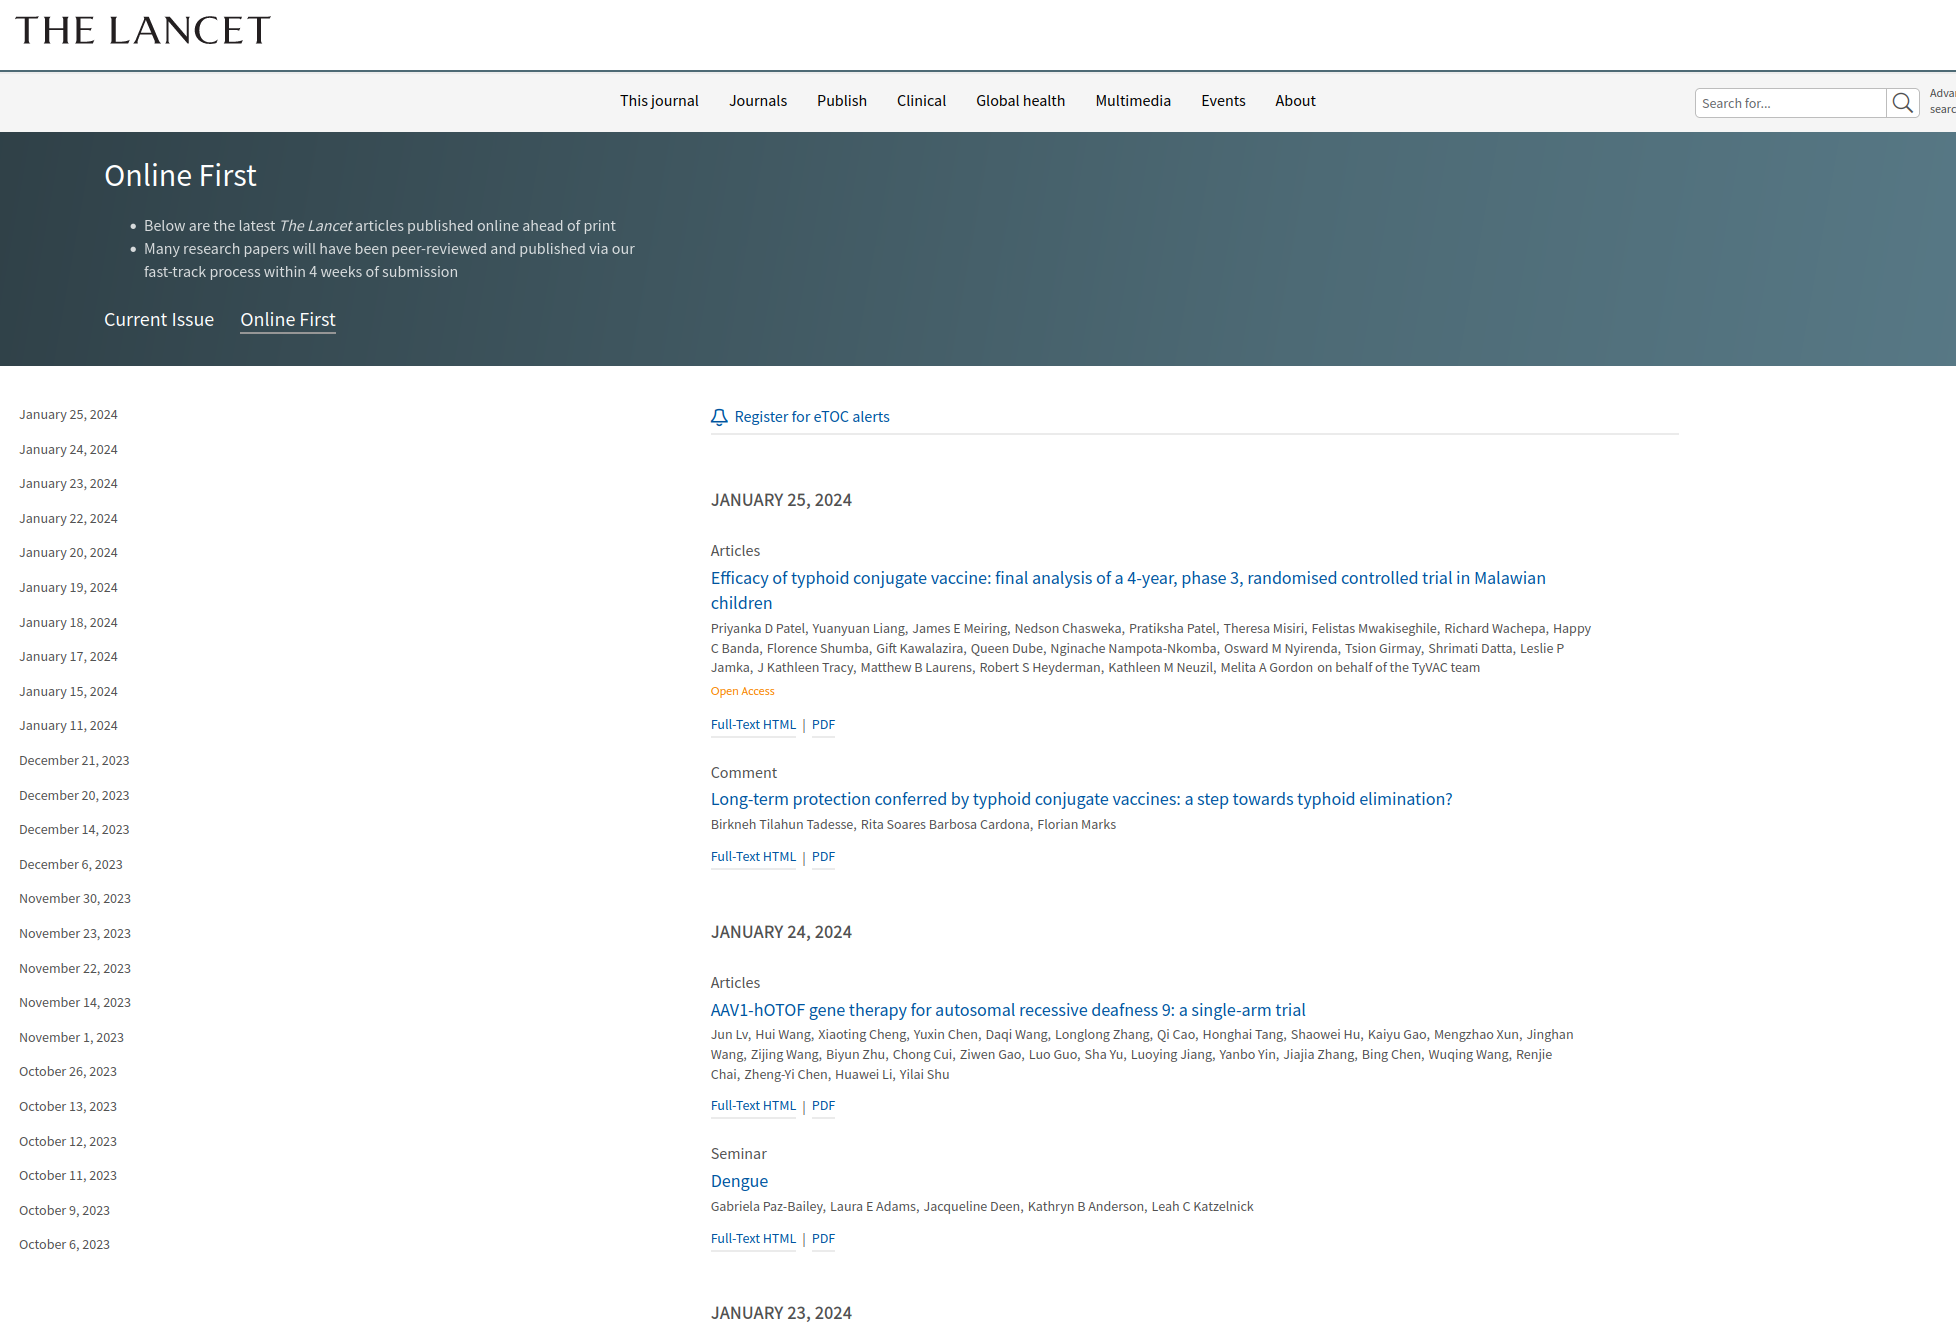 THE LANCET
This journal
Journals
Publish
Clinical
Global health
Multimedia
Events
About
Search for...
Online First
• Below are the latest The Lancet articles published online ahead of print
• Many research papers will have been peer-reviewed and published via our
fast-track process within 4 weeks of submission
Current Issue
Online First
January 25, 2024
January 24, 2024
January 23, 2024
January 22, 2024
January 20, 2024
January 19, 2024
January 18, 2024
January 17, 2024
January 15, 2024
January 11, 2024
December 21, 2023
December 20, 2023
December 14, 2023
December 6, 2023
November 30, 2023
November 23, 2023
November 22, 2023
November 14, 2023
November 1, 2023
October 26, 2023
October 13, 2023
October 12, 2023
October 11, 2023
October 9, 2023
October 6, 2023
Register for eTOC alerts
JANUARY 25, 2024
Articles
Efficacy of typhoid conjugate vaccine: final analysis of a 4-year, phase 3, randomised controlled trial in Malawian
children
Priyanka D Patel, Yuanyuan Liang, James E Meiring, Nedson Chasweka, Pratiksha Patel, Theresa Misiri, Felistas Mwakiseghile, Richard Wachepa, Happy
C Banda, Florence Shumba, Gift Kawalazira, Queen Dube, Nginache Nampota-Nkomba, Osward M Nyirenda, Tsion Girmay, Shrimati Datta, Leslie P
Jamka, J Kathleen Tracy, Matthew B Laurens, Robert S Heyderman, Kathleen M Neuzil, Melita A Gordon on behalf of the TyVAC team
Open Access
Full-Text HTML | PDF
Comment
Long-term protection conferred by typhoid conjugate vaccines: a step towards typhoid elimination?
Birkneh Tilahun Tadesse, Rita Soares Barbosa Cardona, Florian Marks
Full-Text HTML | PDF
JANUARY 24, 2024
Articles
AAV1-hOTOF gene therapy for autosomal recessive deafness 9: a single-arm trial
Jun Lv, Hui Wang, Xiaoting Cheng, Yuxin Chen, Daqi Wang, Longlong Zhang, Qi Cao, Honghai Tang, Shaowei Hu, Kaiyu Gao, Mengzhao Xun, Jinghan
Wang, Zijing Wang, Biyun Zhu, Chong Cui, Ziwen Gao, Luo Guo, Sha Yu, Luoying Jiang, Yanbo Yin, Jiajia Zhang, Bing Chen, Wuqing Wang, Renjie
Chai, Zheng-Yi Chen, Huawei Li, Yilai Shu
Full-Text HTML | PDF
Seminar
Dengue
Gabriela Paz-Bailey, Laura E Adams, Jacqueline Deen, Kathryn B Anderson, Leah C Katzelnick
Full-Text HTML | PDF
JANUARY 23, 2024